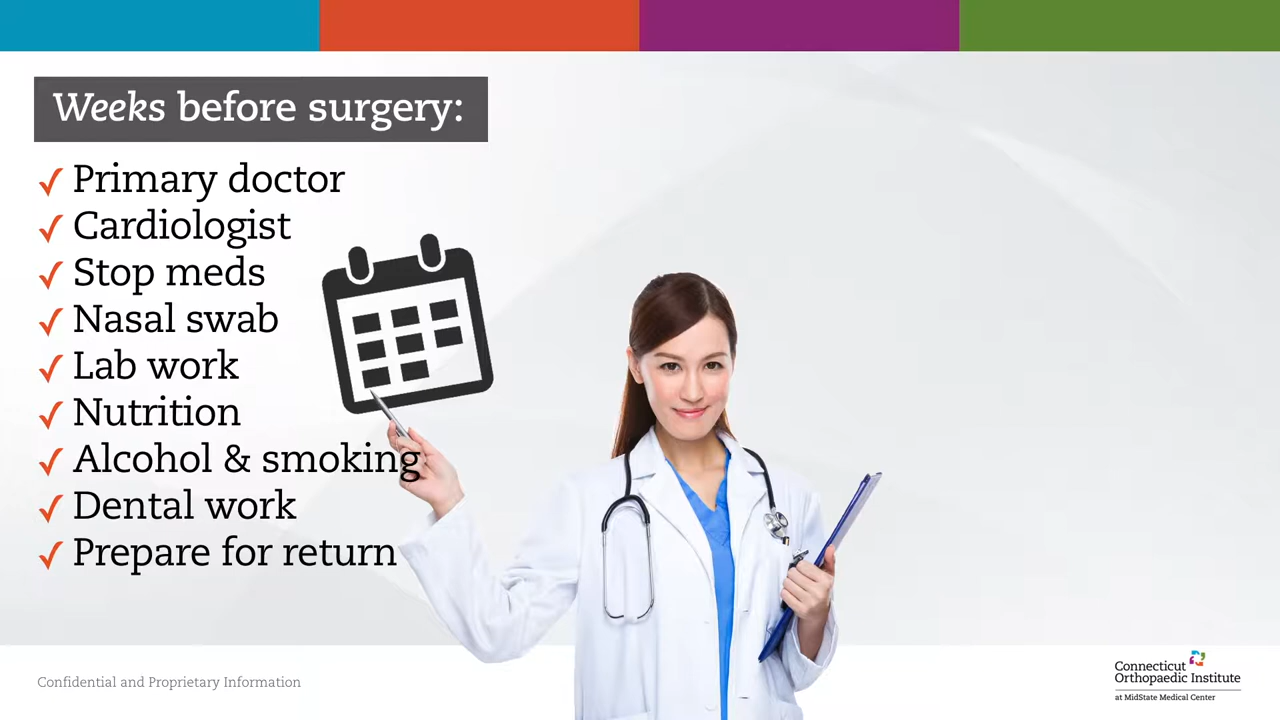 Weeks before surgery:
✓ Primary doctor
✓ Cardiologist
✓ Stop meds
✓ Nasal swab
✓ Lab work
✓ Nutrition
✓ Alcohol & smoking
✓ Dental work
✓ Prepare for return
Confidential and Proprietary Information
Connecticut
Orthopaedic Institute
at MidState Medical Center